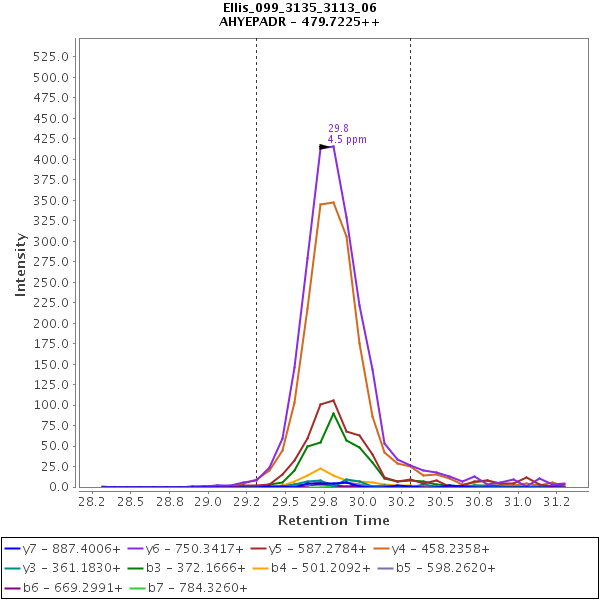 Ellis_099_3135_3113_06
AHYEPADR - 479.7225++
525.0
500.0
475.0
450.0
425.0
400.0
375.0
350.0
325.0
300.0
275.0
250.0
225.0
200.0
175.0
150.0
125.0
100.0
75.0
50.0
25.0
0.0
Intensity
29.8
4.5 ppm
28.2 28.5 28.8 29.0 29.2 29.5 29.8 30.0 30.2 30.5 30.8 31.0 31.2
Retention Time
y7 - 887.4006+ y6 - 750.3417+ y5 - 587.2784+ y4 - 458.2358+
y3 - 361.1830+ b3 - 372.1666+ b4 - 501.2092+ b5 - 598.2620+
b6 - 669.2991+ b7 - 784.3260+